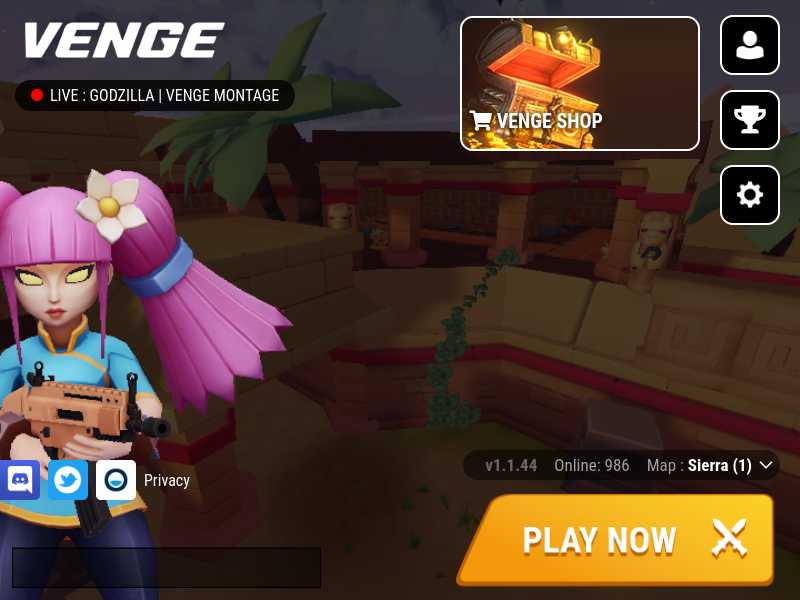 VENGE
LIVE : GODZILLA | VENGE MONTAGE
VENGE SHOP
v1.1.44 Online: 986 Map : Sierra (1)
Privacy
PLAY NOW